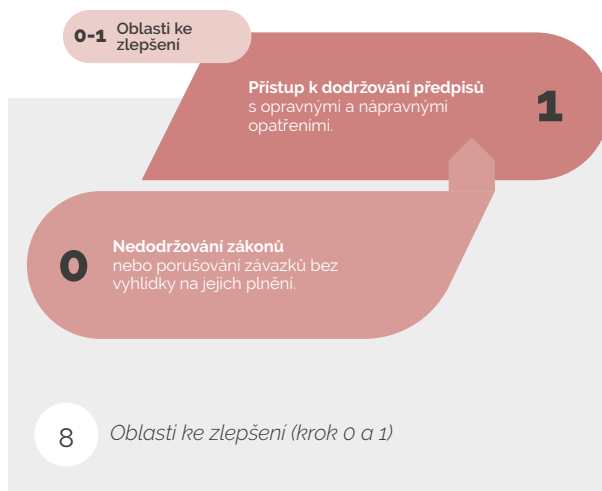 0-1 Oblasti ke
zlepšení
Přístup k dodržování předpisů
s opravnými a nápravnými
opatřeními.
1
0
Nedodržování zákonů
nebo porušování závazků bez
vyhlídky na jejich plnění.
8 Oblasti ke zlepšení (krok 0 a 1)